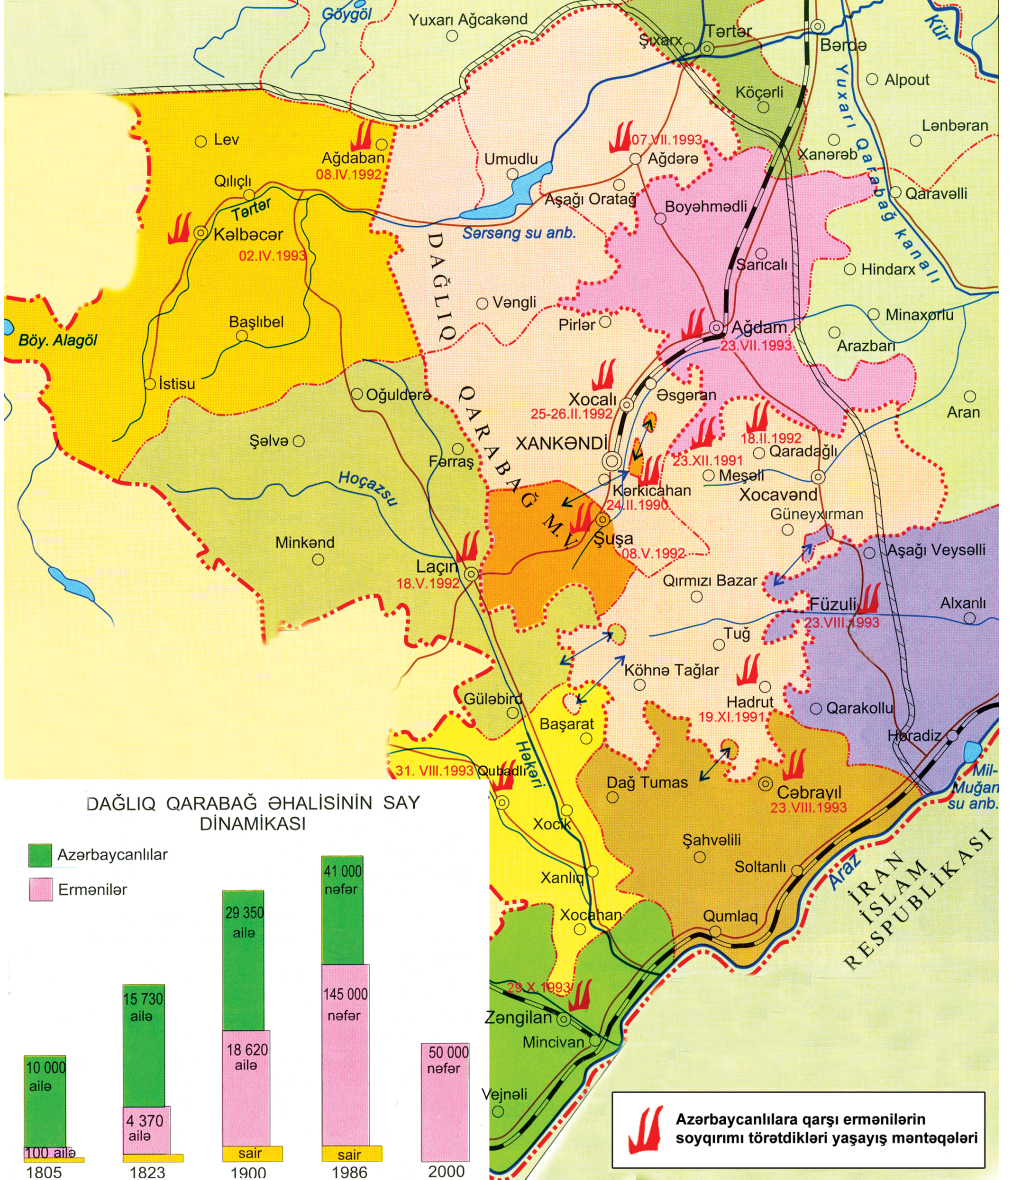 Göygöl
Yuxarı Ağcakənd
Şıxarx
Tərtər
Bərdə
Kür
Alpout
Köçərli
Yuxarı Qarabağ kanalı
Lənbəran
Xanərəb
Qaravəlli
Lev
Ağdaban
08.IV.1992
Umudlu
07.VII.1993
Ağdərə
Aşağı Oratağ
Boyəhmədli
Qılıçlı
Tərtər
Kəlbəcər
02.IV.1993
Sərsəng su anb.
Sarıcalı
Hindarx
DAĞLIQ
QARABAĞ M.V
Vəngli
Pirlər
Ağdam
23.VII.1993
Minaxorlu
Arazbarı
Böy. Alagöl
Başlıbel
İstisu
Oğuldərə
Xocalı
25-26.II.1992
Əsgəran
Aran
Şəlvə
Fərraş
XANKƏNDİ
18.II.1992
Qaradağlı
23.XII.1991
Meşəli
Xocavənd
Hoçazsu
Kərkicahan
24.II.1990
Güneyxırman
Minkənd
Şuşa
08.V.1992
Aşağı Veysəlli
Laçın
18.V.1992
Qırmızı Bazar
Füzuli
23.VIII.1993
Alxanlı
Tuğ
Köhnə Tağlar
Hadrut
19.XI.1991
Güləbird
Başarat
Qarakollu
Horadiz
Həkəri
31. VIII.1993
Qubadlı
Dağ Tumas
Cəbrayıl
23.VIII.1993
Mil-
Muğan
su anb.
Xocik
Şahvəlili
Soltanlı
Araz
İRAN
İSLAM
RESPUBLİKASI
Xanlıq
Xocahan
Qumlaq
29.X.1993
Zəngilan
Mincivan
Vejnəli
DAĞLIQ QARABAĞ ƏHALİSİNİN SAY
DİNAMİKASI
Azərbaycanlılar
Ermənilər
10 000
ailə
100 ailə
1805
15 730
ailə
4 370
ailə
1823
29 350
ailə
18 620
ailə
sair
1900
41 000
nəfər
145 000
nəfər
sair
1986
50 000
nəfər
2000
Azərbaycanlılara qarşı ermənilərin
soyqırımı törətdikləri yaşayış məntəqələri